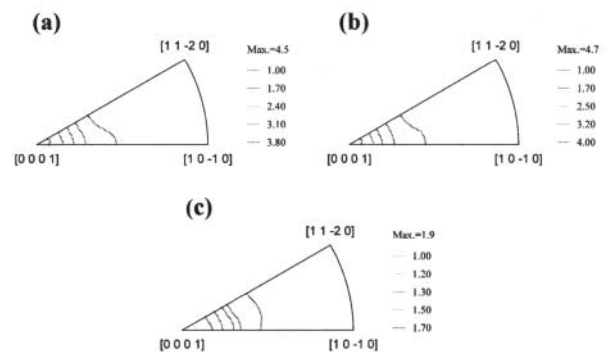 (a)
[1 1 -2 0]
Max.=4.5
1.00
1.70
2.40
3.10
3.80
[0 0 0 1]
[1 0 -1 0]
(b)
[1 1 -2 0]
Max.=4.7
1.00
1.70
2.50
3.20
4.00
[0 0 0 1]
[1 0 -1 0]
(c)
[1 1 -2 0]
Max.=1.9
1.00
1.20
1.30
1.50
1.70
[0 0 0 1]
[1 0 -1 0]